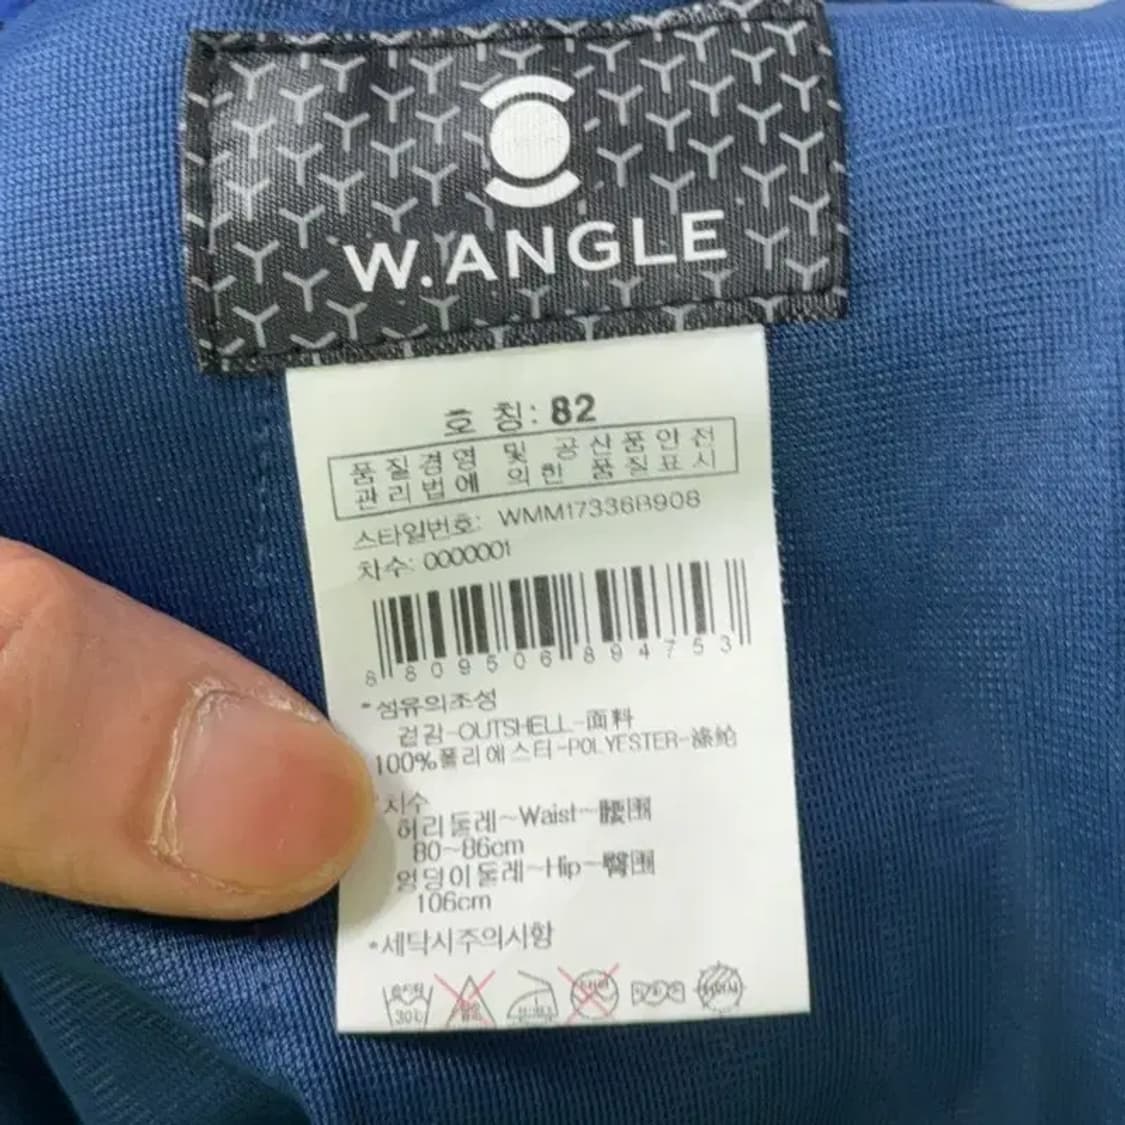 W.ANGLE
호 칭: 82
품질경영 및 공산품안전
관리법에 의한 품질표시
스타일번호: WMM17336B908
차수: 0000001
8 809506 894753
*섬유의조성
겉감-OUTSHELL-面料
100%폴리에스터-POLYESTER-涤纶
치수
허리둘레~Waist~腰围
80~86cm
엉덩이둘레~Hip~臀围
106cm
*세탁시주의사항